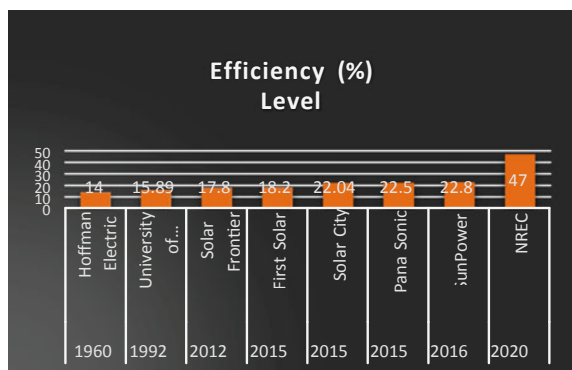 Efficiency (%)
Level
50
40
30
20
10
0
14
15.89
17.8
18.2
22.04
22.5
22.8
47
Hoffman
Electric
University
of...
Solar
Frontier
First Solar
Solar City
Pana Sonic
SunPower
NREC
1960
1992
2012
2015
2015
2015
2016
2020